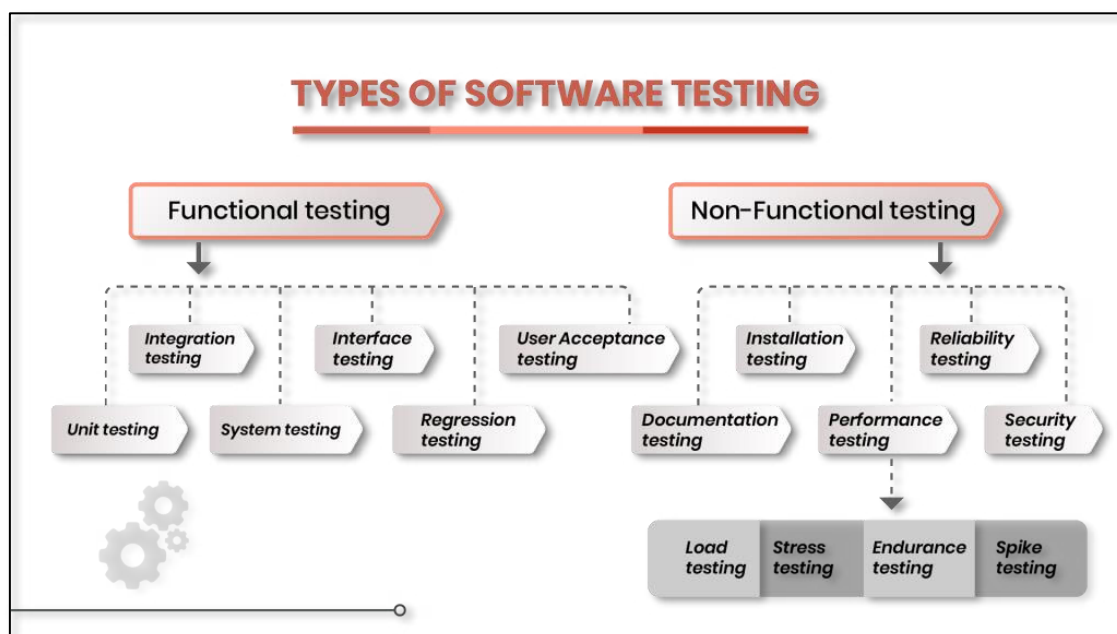 TYPES OF SOFTWARE TESTING
Functional testing
Non-Functional testing
Integration
testing
Interface
testing
User Acceptance
testing
Installation
testing
Reliability
testing
Unit testing
System testing
Regression
testing
Documentation
testing
Performance
testing
Security
testing
Load
testing
Stress
testing
Endurance
testing
Spike
testing